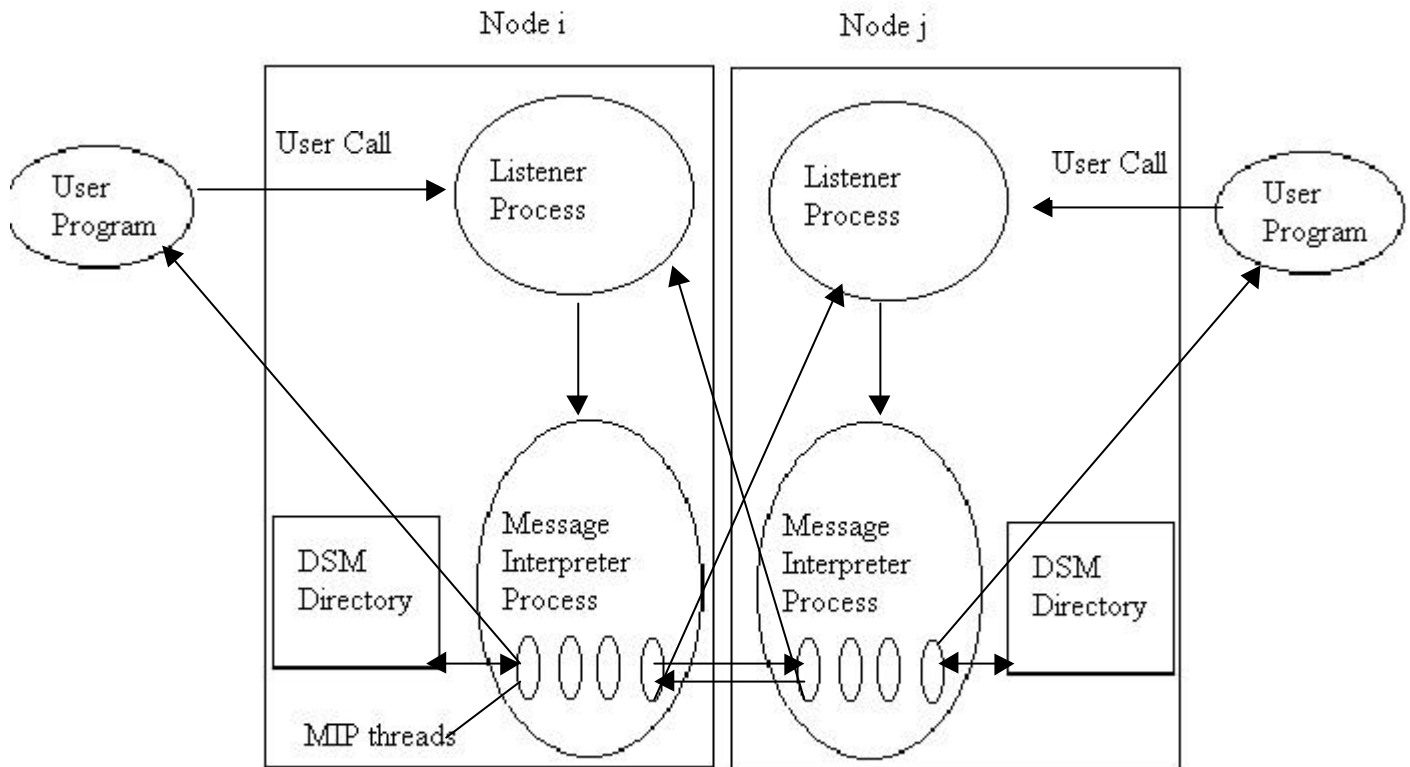 Node i
Node j
User Call
User
Program
Listener
Process
Listener
Process
User Call
User
Program
DSM
Directory
Message
Interpreter
Process
Message
Interpreter
Process
DSM
Directory
MIP threads